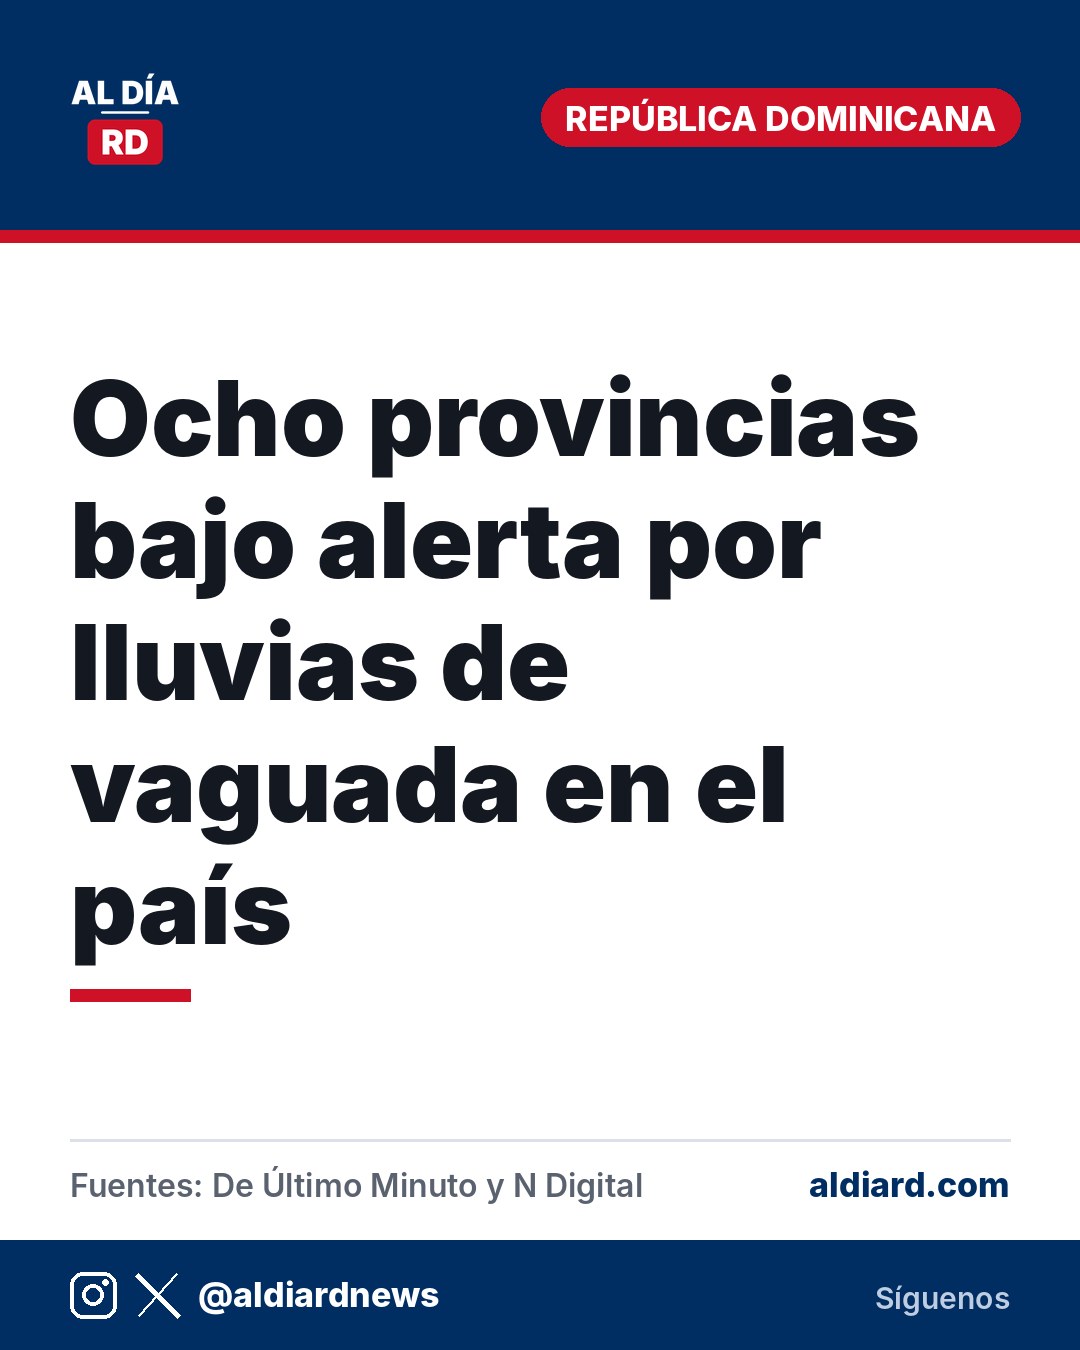 AL DÍA
RD
REPÚBLICA DOMINICANA
Ocho provincias
bajo alerta por
lluvias de
vaguada en el
país
Fuentes: De Último Minuto y N Digital
aldiard.com
@aldiardnews
Síguenos